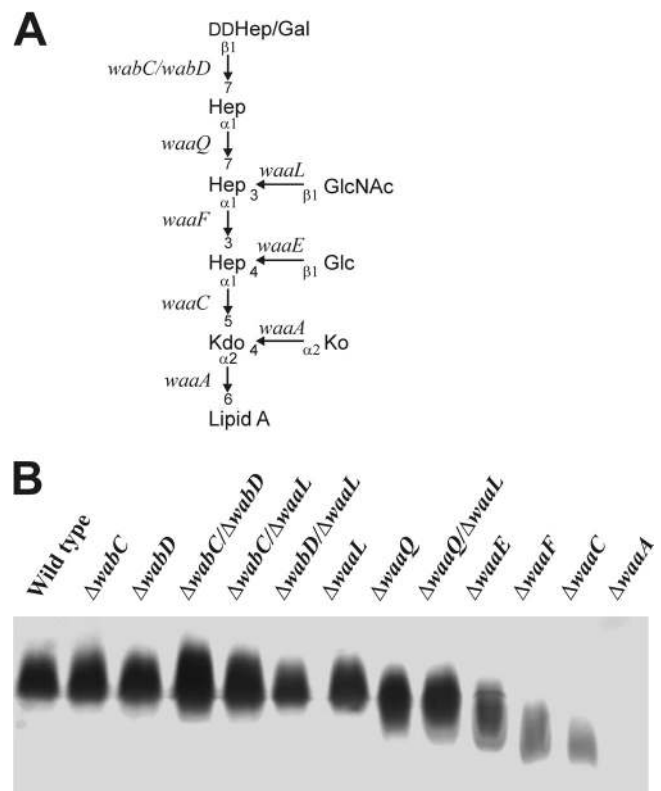 A
DDHep/Gal
β1
wabC/wabD
7
Hep
α1
waaQ
7
Hep 3 waaL β1 GlcNAc
α1
waaF
3
Hep 4 waaE β1 Glc
α1
waaC
5
Kdo 4 waaA α2 Ko
α2
waaA
6
Lipid A
B
Wild type
ΔwabC
ΔwabD
ΔwabC/ΔwabD
ΔwabC/ΔwaaL
ΔwabD/ΔwaaL
ΔwaaL
ΔwaaQ
ΔwaaQ/ΔwaaL
ΔwaaE
ΔwaaF
ΔwaaC
ΔwaaA